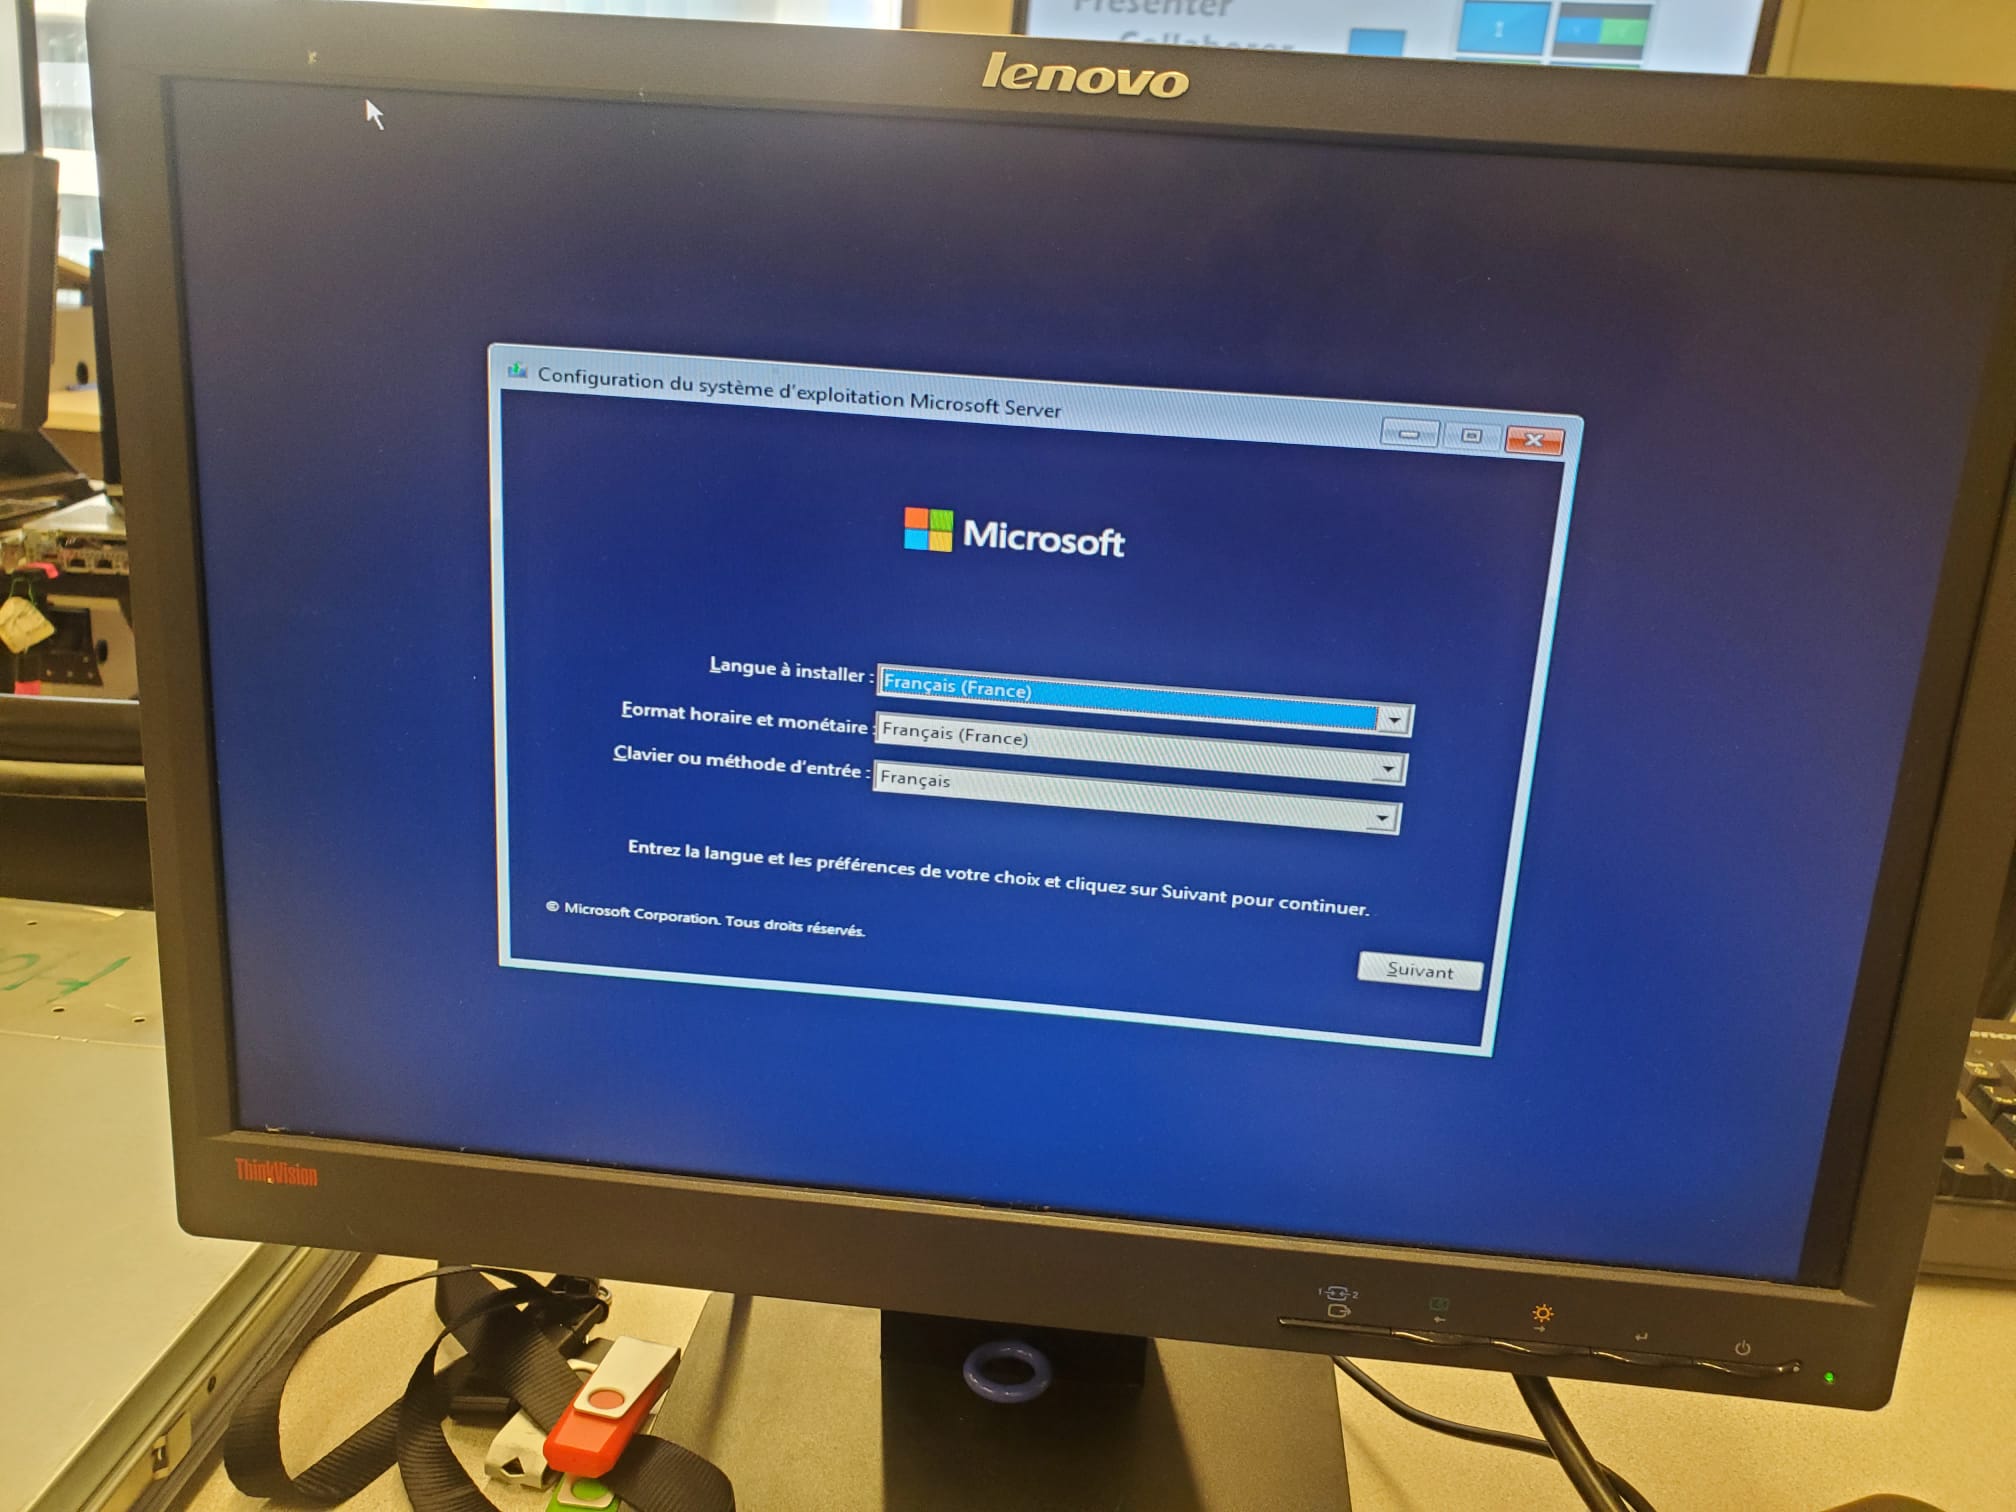 Presenter
lenovo
Configuration du système d'exploitation Microsoft Server
Microsoft
Langue à installer : Français (France)
Format horaire et monétaire : Français (France)
Clavier ou méthode d'entrée : Français
Entrez la langue et les préférences de votre choix et cliquez sur Suivant pour continuer.
© Microsoft Corporation. Tous droits réservés.
Suivant
ThinkVision